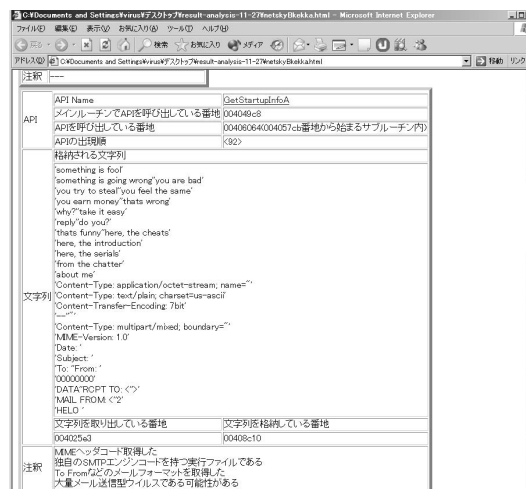 C:¥Documents and Settings¥virus¥デスクトップ¥result-analysis-11-27¥netskyBkekka.html - Microsoft Internet Explorer
ファイル(F) 編集(E) 表示(V) お気に入り(A) ツール(T) ヘルプ(H)
戻る 検索 お気に入り メディア
アドレス(D) C:¥Documents and Settings¥virus¥デスクトップ¥result-analysis-11-27¥netskyBkekka.html 移動 リンク
注釈 ---
API
API Name GetStartupInfoA
メインルーチンでAPIを呼び出している番地 004049c8
APIを呼び出している番地 00406064(004057cb番地から始まるサブルーチン内)
APIの出現順 <92>
文字列
格納される文字列
'something is fool'
'something is going wrong''you are bad'
'you try to steal''you feel the same'
'you earn money''thats wrong'
'why?''take it easy'
'reply''do you?'
'thats funny''here, the cheats'
'here, the introduction'
'here, the serials'
'from the chatter'
'about me'
'Content-Type: application/octet-stream; name="'
'Content-Type: text/plain; charset=us-ascii'
'Content-Transfer-Encoding: 7bit'
'--''"'
'Content-Type: multipart/mixed; boundary="'
'MIME-Version: 1.0'
'Date: '
'Subject: '
'To: ''From: '
'00000000'
'DATA''RCPT TO: <''>'
'MAIL FROM: <''2'
'HELO '
文字列を取り出している番地 文字列を格納している番地
004025e3 00408c10
注釈
MIMEヘッダコード取得した
独自のSMTPエンジンコードを持つ実行ファイルである
To Fromなどのメールフォーマットを取得した
大量メール送信型ウイルスである可能性がある